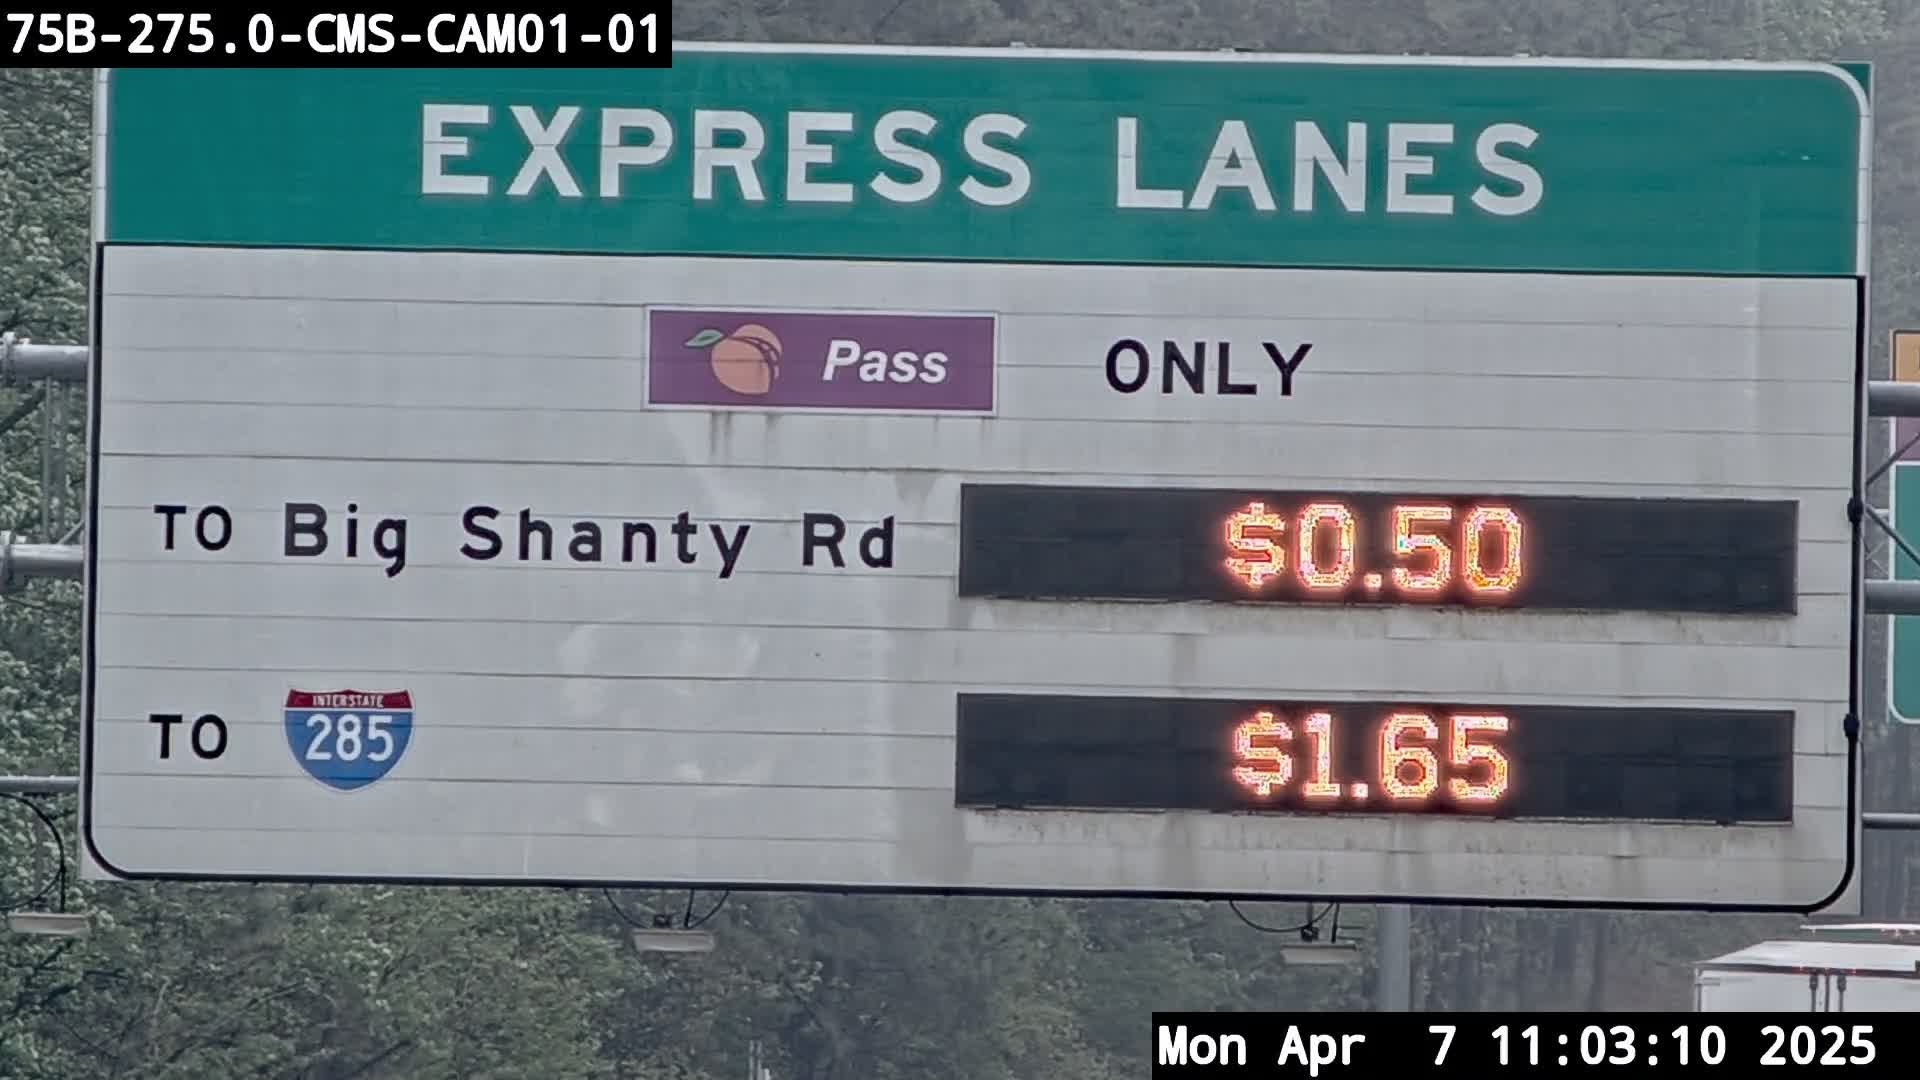 75B-275.0-CMS-CAM01-01
EXPRESS LANES
Pass ONLY
TO Big Shanty Rd $0.50
INTERSTATE
TO 285 $1.65
Mon Apr 7 11:03:10 2025